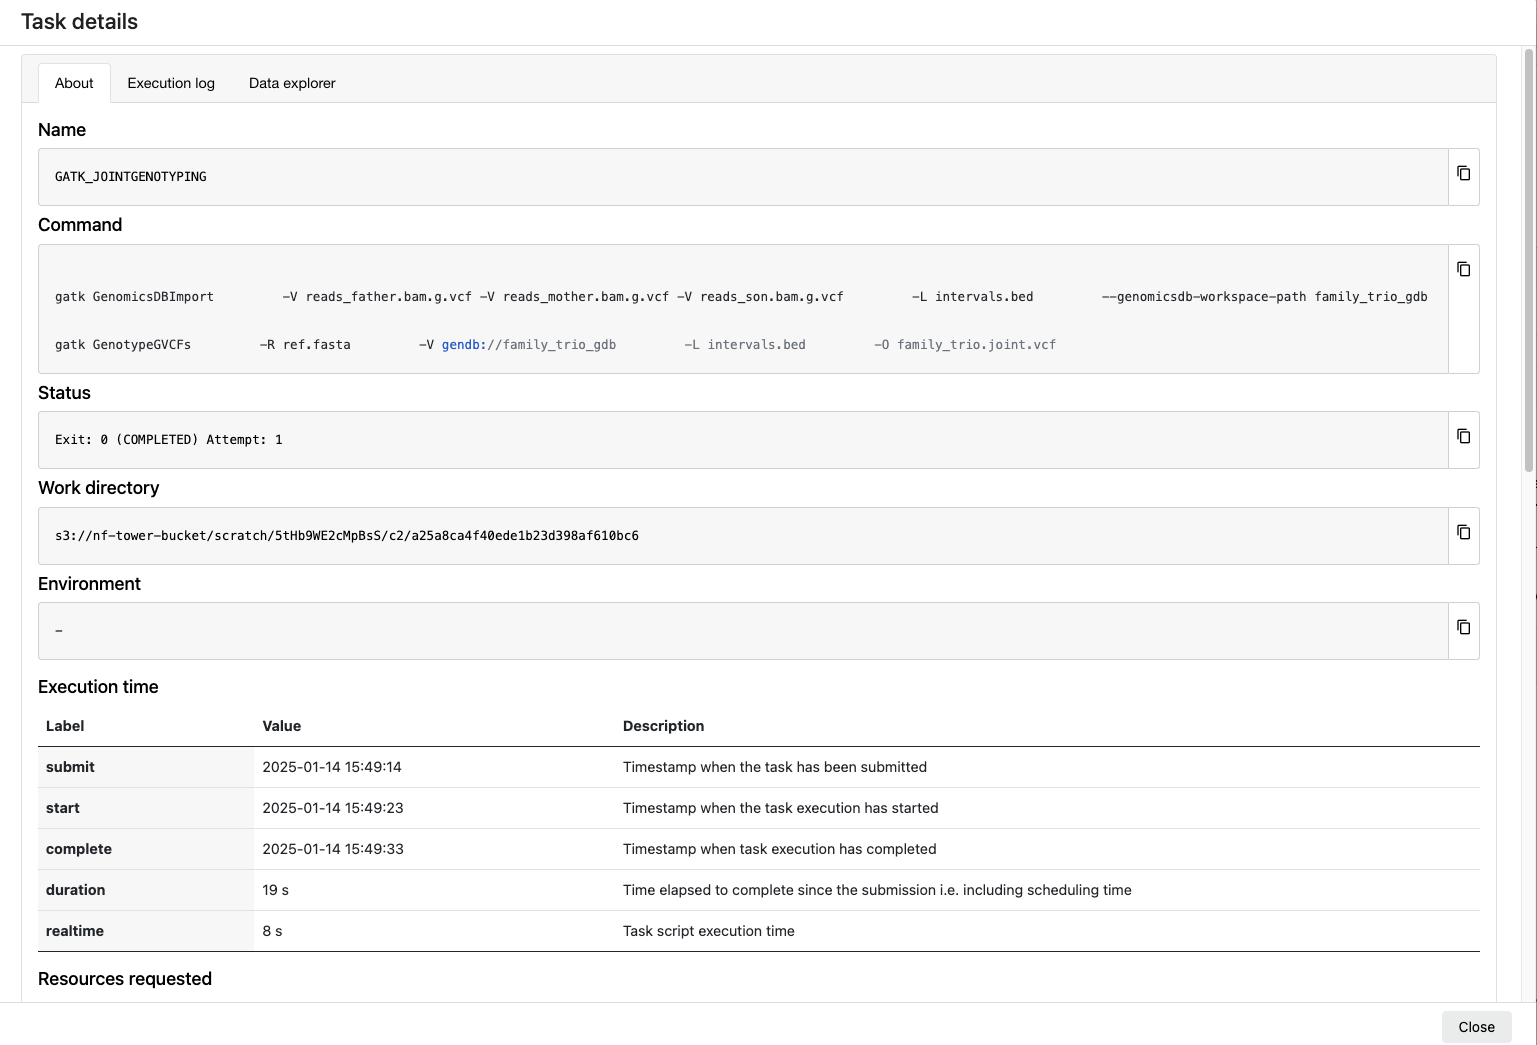 Task details
About Execution log Data explorer
Name
GATK_JOINTGENOTYPING
Command
gatk GenomicsDBImport -V reads_father.bam.g.vcf -V reads_mother.bam.g.vcf -V reads_son.bam.g.vcf -L intervals.bed --genomicsdb-workspace-path family_trio_gdb
gatk GenotypeGVCFs -R ref.fasta -V gendb://family_trio_gdb -L intervals.bed -O family_trio.joint.vcf
Status
Exit: 0 (COMPLETED) Attempt: 1
Work directory
s3://nf-tower-bucket/scratch/5tHb9WE2cMpBsS/c2/a25a8ca4f40ede1b23d398af610bc6
Environment
-
Execution time
Label Value Description
submit 2025-01-14 15:49:14 Timestamp when the task has been submitted
start 2025-01-14 15:49:23 Timestamp when the task execution has started
complete 2025-01-14 15:49:33 Timestamp when task execution has completed
duration 19 s Time elapsed to complete since the submission i.e. including scheduling time
realtime 8 s Task script execution time
Resources requested
Close